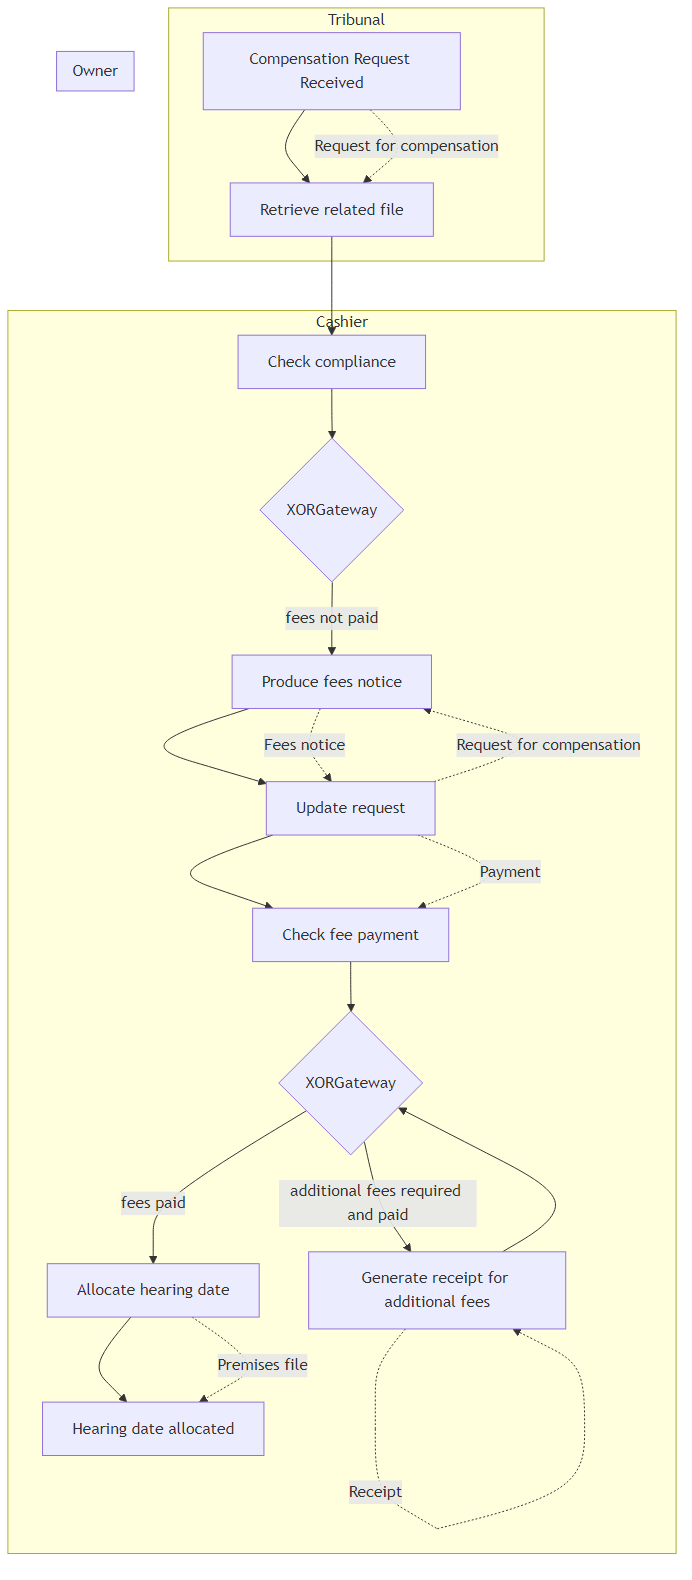 Tribunal
Owner
Compensation Request
Received
Request for compensation
Retrieve related file
Cashier
Check compliance
XORGateway
fees not paid
Produce fees notice
Fees notice
Request for compensation
Update request
Payment
Check fee payment
XORGateway
fees paid
additional fees required
and paid
Allocate hearing date
Generate receipt for
additional fees
Premises file
Hearing date allocated
Receipt